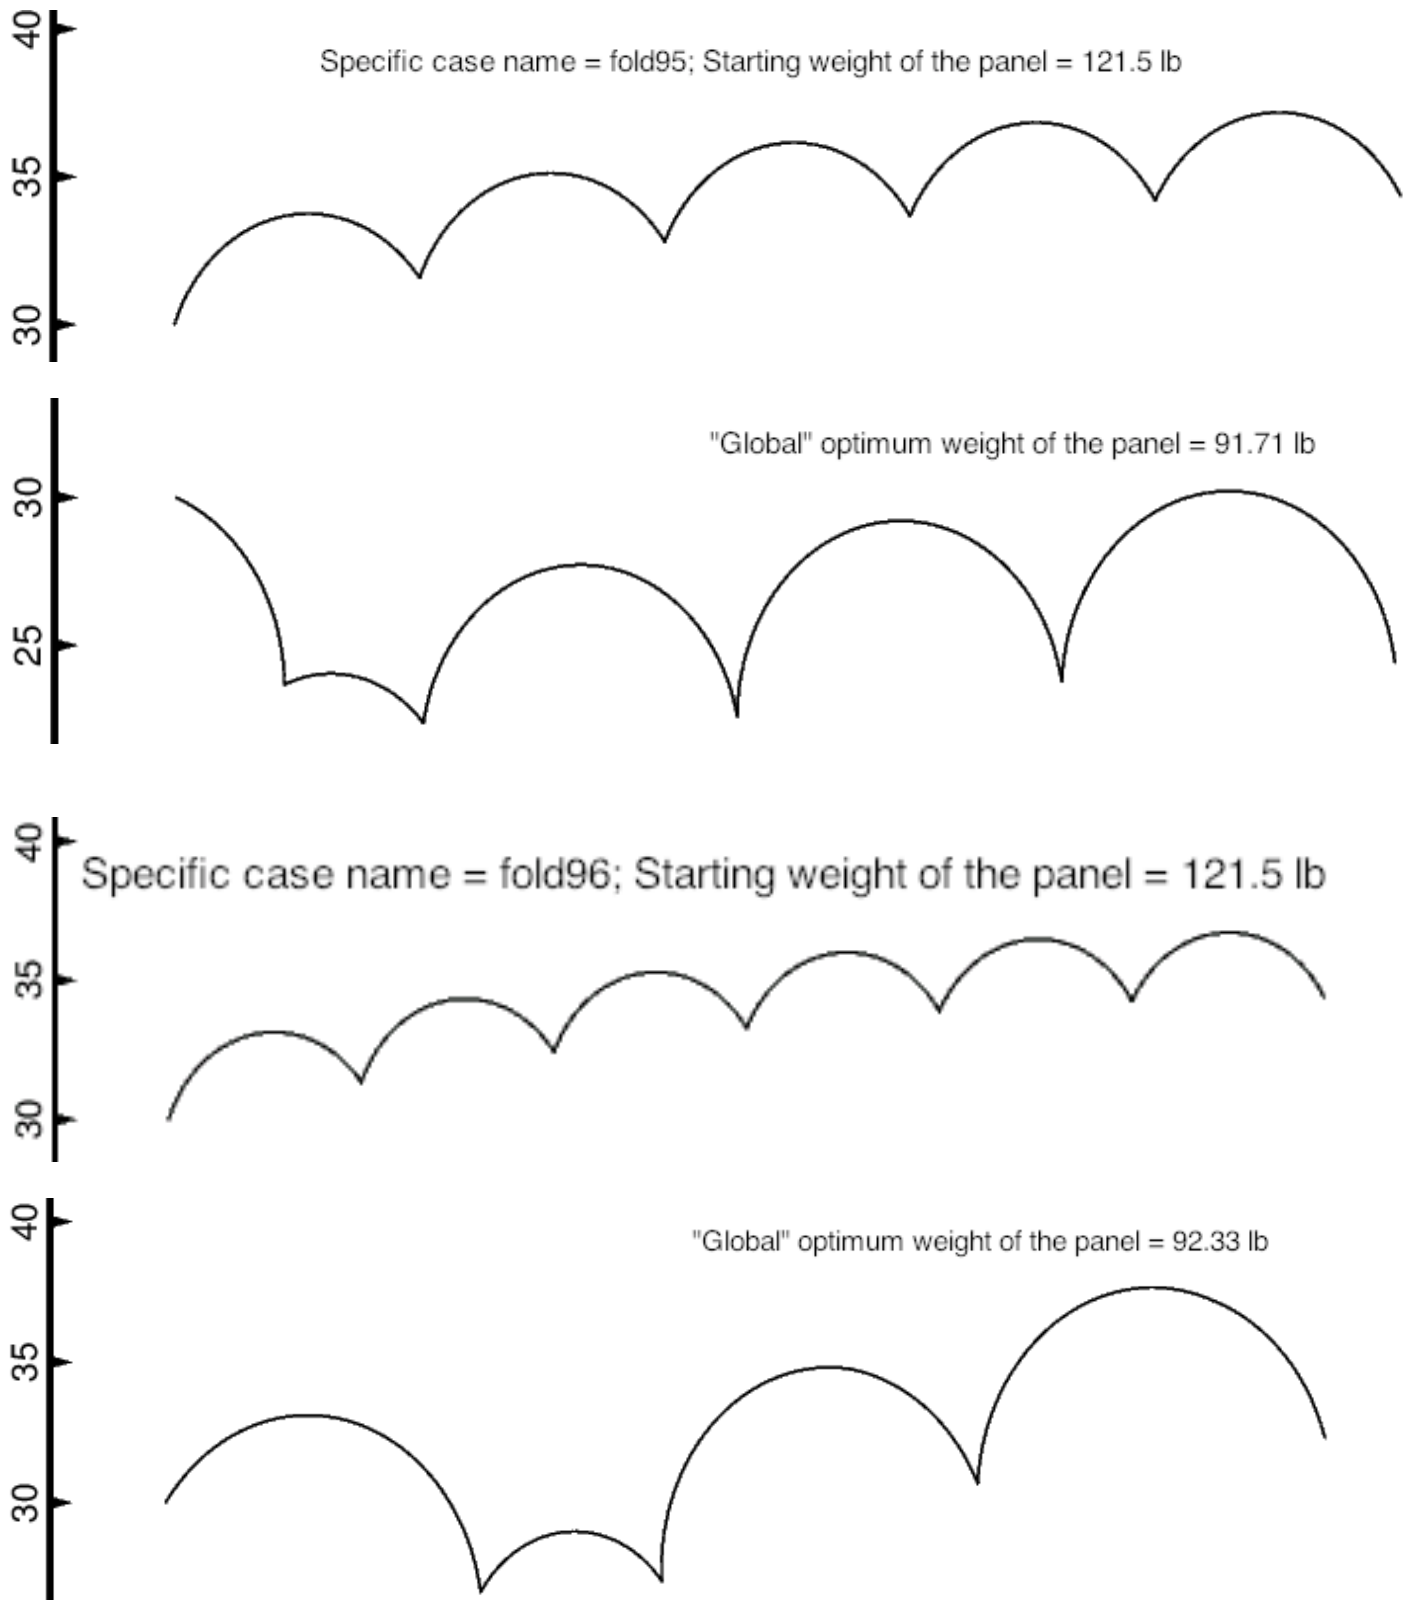 40
Specific case name = fold95; Starting weight of the panel = 121.5 lb
35
30
"Global" optimum weight of the panel = 91.71 lb
30
25
40
Specific case name = fold96; Starting weight of the panel = 121.5 lb
35
30
40
"Global" optimum weight of the panel = 92.33 lb
35
30